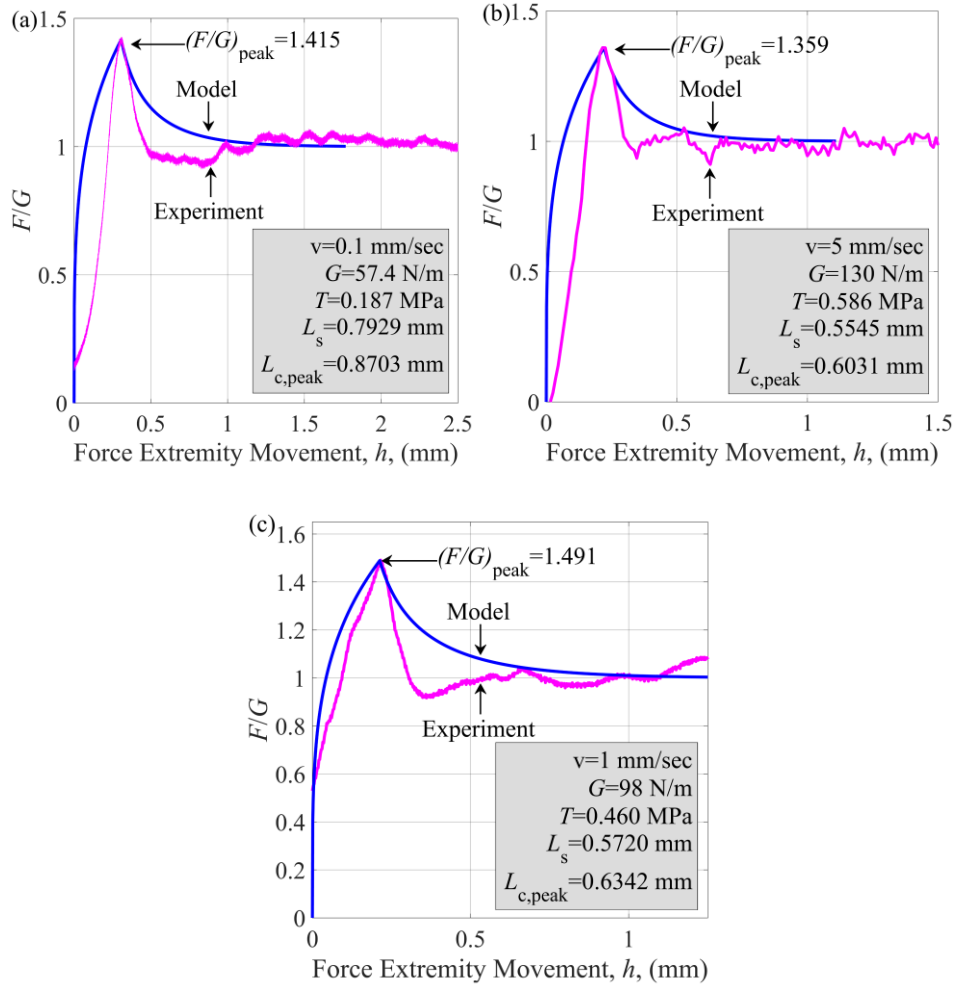 (a)
1.5
1
0.5
0
F/G
(F/G)peak=1.415
Model
Experiment
v=0.1 mm/sec
G=57.4 N/m
T=0.187 MPa
Ls=0.7929 mm
Lc,peak=0.8703 mm
0 0.5 1 1.5 2 2.5
Force Extremity Movement, h, (mm)
(b)
1.5
1
0.5
0
F/G
(F/G)peak=1.359
Model
Experiment
v=5 mm/sec
G=130 N/m
T=0.586 MPa
Ls=0.5545 mm
Lc,peak=0.6031 mm
0 0.5 1 1.5
Force Extremity Movement, h, (mm)
(c)
1.6
1.4
1.2
1
0.8
0.6
0.4
0.2
0
F/G
(F/G)peak=1.491
Model
Experiment
v=1 mm/sec
G=98 N/m
T=0.460 MPa
Ls=0.5720 mm
Lc,peak=0.6342 mm
0 0.5 1
Force Extremity Movement, h, (mm)